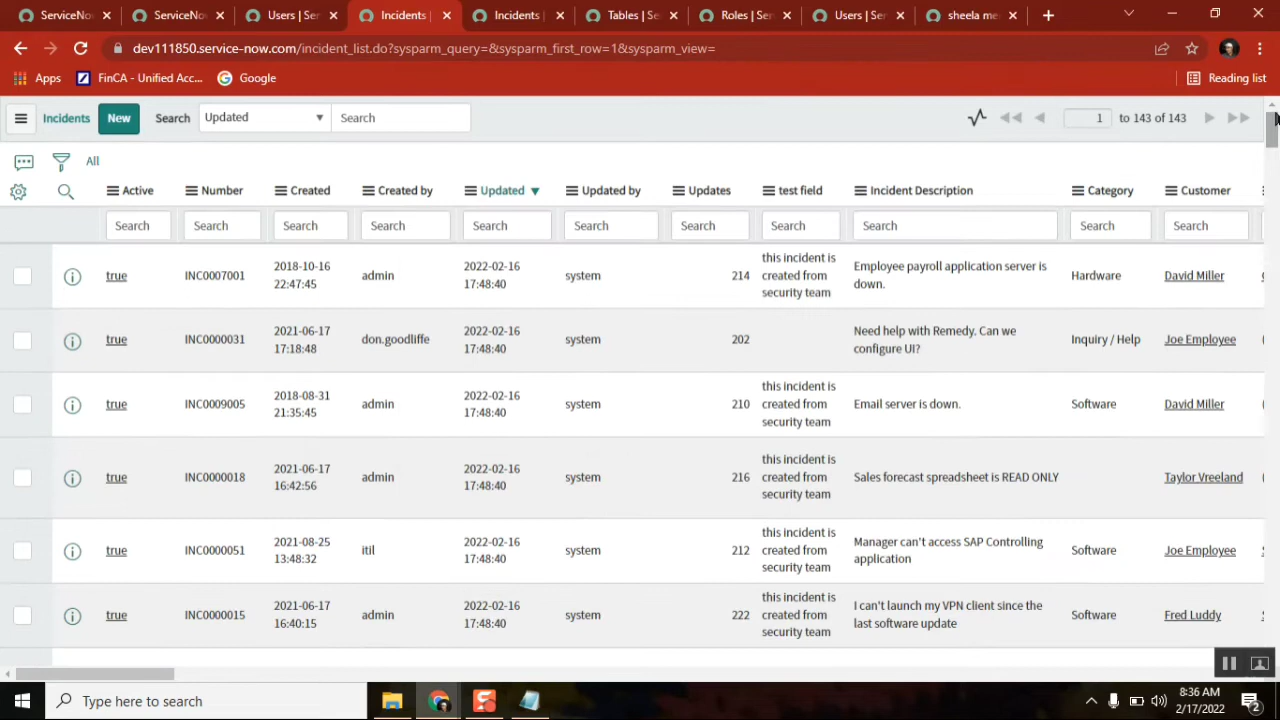 ServiceNo
ServiceNo
Users | Se
Incidents |
Incidents |
Tables | Se
Roles | Se
Users | Se
sheela me
dev111850.service-now.com/incident_list.do?sysparm_query=&sysparm_first_row=1&sysparm_view=
Apps
FinCA - Unified Acc...
Google
Reading list
Incidents
New
Search
Updated
Search
1
to 143 of 143
All
Active
Number
Created
Created by
Updated
Updated by
Updates
test field
Incident Description
Category
Customer
Search
Search
Search
Search
Search
Search
Search
Search
Search
Search
Search
true
INC0007001
2018-10-16
22:47:45
admin
2022-02-16
17:48:40
system
214
this incident is
created from
security team
Employee payroll application server is
down.
Hardware
David Miller
true
INC0000031
2021-06-17
17:18:48
don.goodliffe
2022-02-16
17:48:40
system
202
Need help with Remedy. Can we
configure UI?
Inquiry / Help
Joe Employee
true
INC0009005
2018-08-31
21:35:45
admin
2022-02-16
17:48:40
system
210
this incident is
created from
security team
Email server is down.
Software
David Miller
true
INC0000018
2021-06-17
16:42:56
admin
2022-02-16
17:48:40
system
216
this incident is
created from
security team
Sales forecast spreadsheet is READ ONLY
Taylor Vreeland
true
INC0000051
2021-08-25
13:48:32
itil
2022-02-16
17:48:40
system
212
this incident is
created from
security team
Manager can't access SAP Controlling
application
Software
Joe Employee
true
INC0000015
2021-06-17
16:40:15
admin
2022-02-16
17:48:40
system
222
this incident is
created from
security team
I can't launch my VPN client since the
last software update
Software
Fred Luddy
Type here to search
8:36 AM
2/17/2022
2